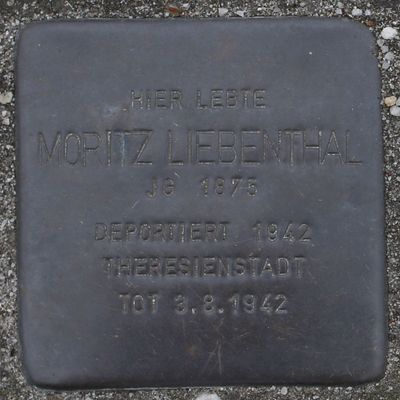 HIER LEBTE
MORITZ LIEBENTHAL
JG 1875
DEPORTIERT 1942
THERESIENSTADT
TOT 3.8.1942